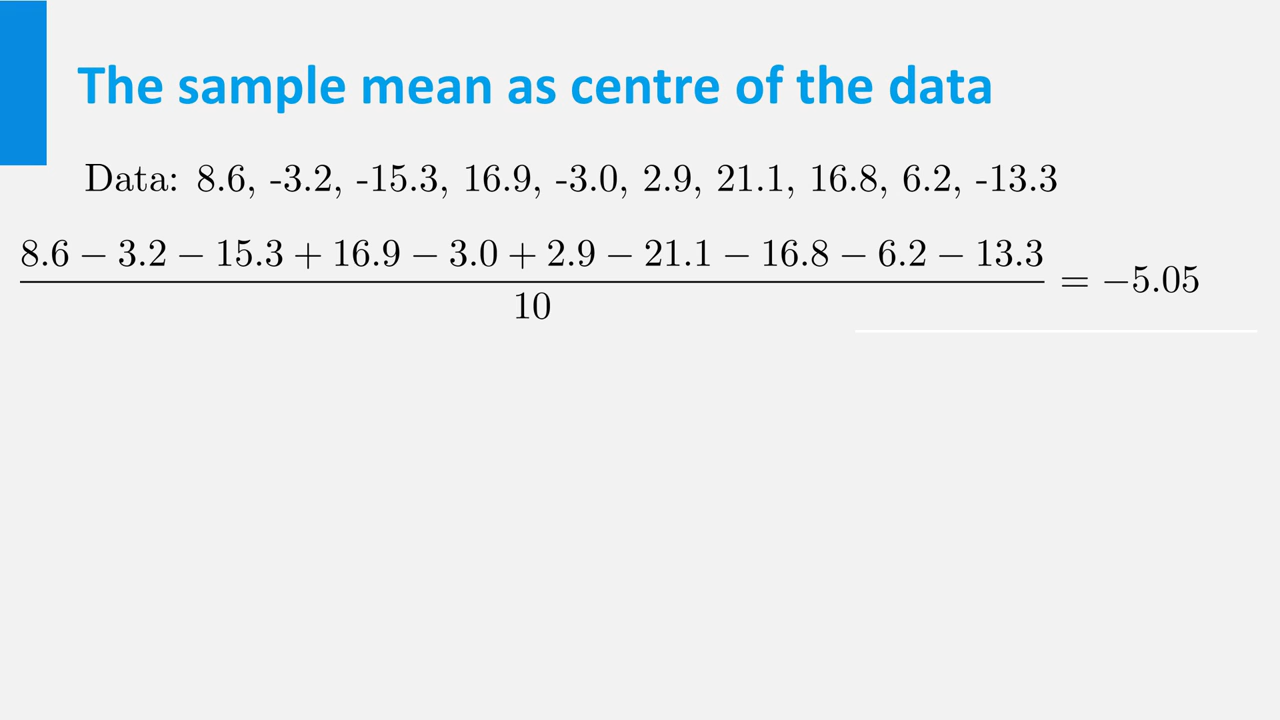 The sample mean as centre of the data
Data: 8.6, -3.2, -15.3, 16.9, -3.0, 2.9, 21.1, 16.8, 6.2, -13.3
8.6 − 3.2 − 15.3 + 16.9 − 3.0 + 2.9 − 21.1 − 16.8 − 6.2 − 13.3
10
= −5.05